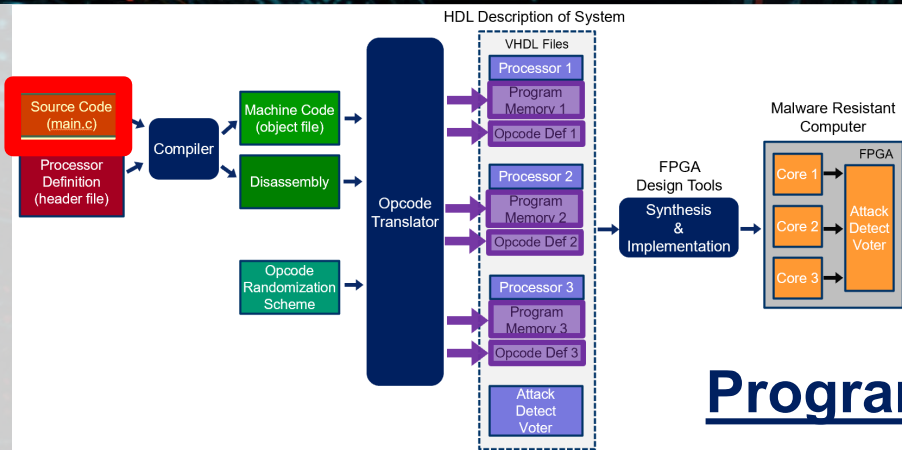 HDL Description of System
VHDL Files
Source Code
(main.c)
Processor
Definition
(header file)
Compiler
Machine Code
(object file)
Disassembly
Opcode
Randomization
Scheme
Opcode
Translator
Processor 1
Program
Memory 1
Opcode Def 1
Processor 2
Program
Memory 2
Opcode Def 2
Processor 3
Program
Memory 3
Opcode Def 3
Attack
Detect
Voter
FPGA
Design Tools
Synthesis
&
Implementation
Malware Resistant
Computer
FPGA
Core 1
Core 2
Core 3
Attack
Detect
Voter
Program